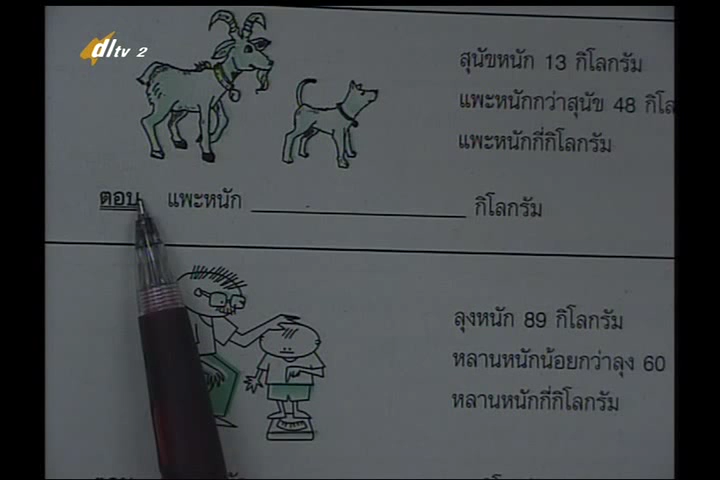 dltv 2
สุนัขหนัก 13 กิโลกรัม
แพะหนักกว่าสุนัข 48 กิโล
แพะหนักกี่กิโลกรัม
ตอบ แพะหนัก ____________________ กิโลกรัม
ลุงหนัก 89 กิโลกรัม
หลานหนักน้อยกว่าลุง 60
หลานหนักกี่กิโลกรัม